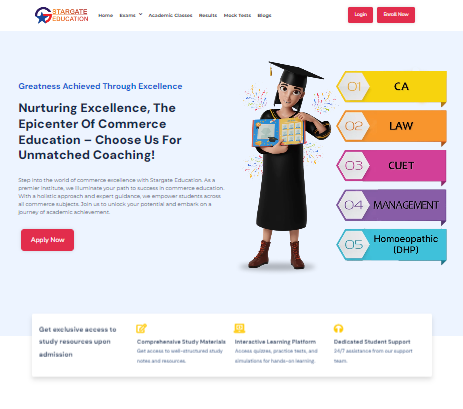 STARGATE
EDUCATION
Home Exams Academic Classes Results Mock Tests Blogs
Login Enroll Now
Greatness Achieved Through Excellence
Nurturing Excellence, The
Epicenter Of Commerce
Education – Choose Us For
Unmatched Coaching!
Step into the world of commerce excellence with Stargate Education. As a
premier institute, we illuminate your path to success in commerce education.
With a holistic approach and expert guidance, we empower students across
all commerce subjects. Join us to unlock your potential and embark on a
journey of academic achievement.
Apply Now
01 CA
02 LAW
03 CUET
04 MANAGEMENT
05 Homoeopathic
(DHP)
Get exclusive access to
study resources upon
admission
Comprehensive Study Materials
Get access to well-structured study
notes and resources.
Interactive Learning Platform
Access quizzes, practice tests, and
simulations for hands-on learning.
Dedicated Student Support
24/7 assistance from our support
team.